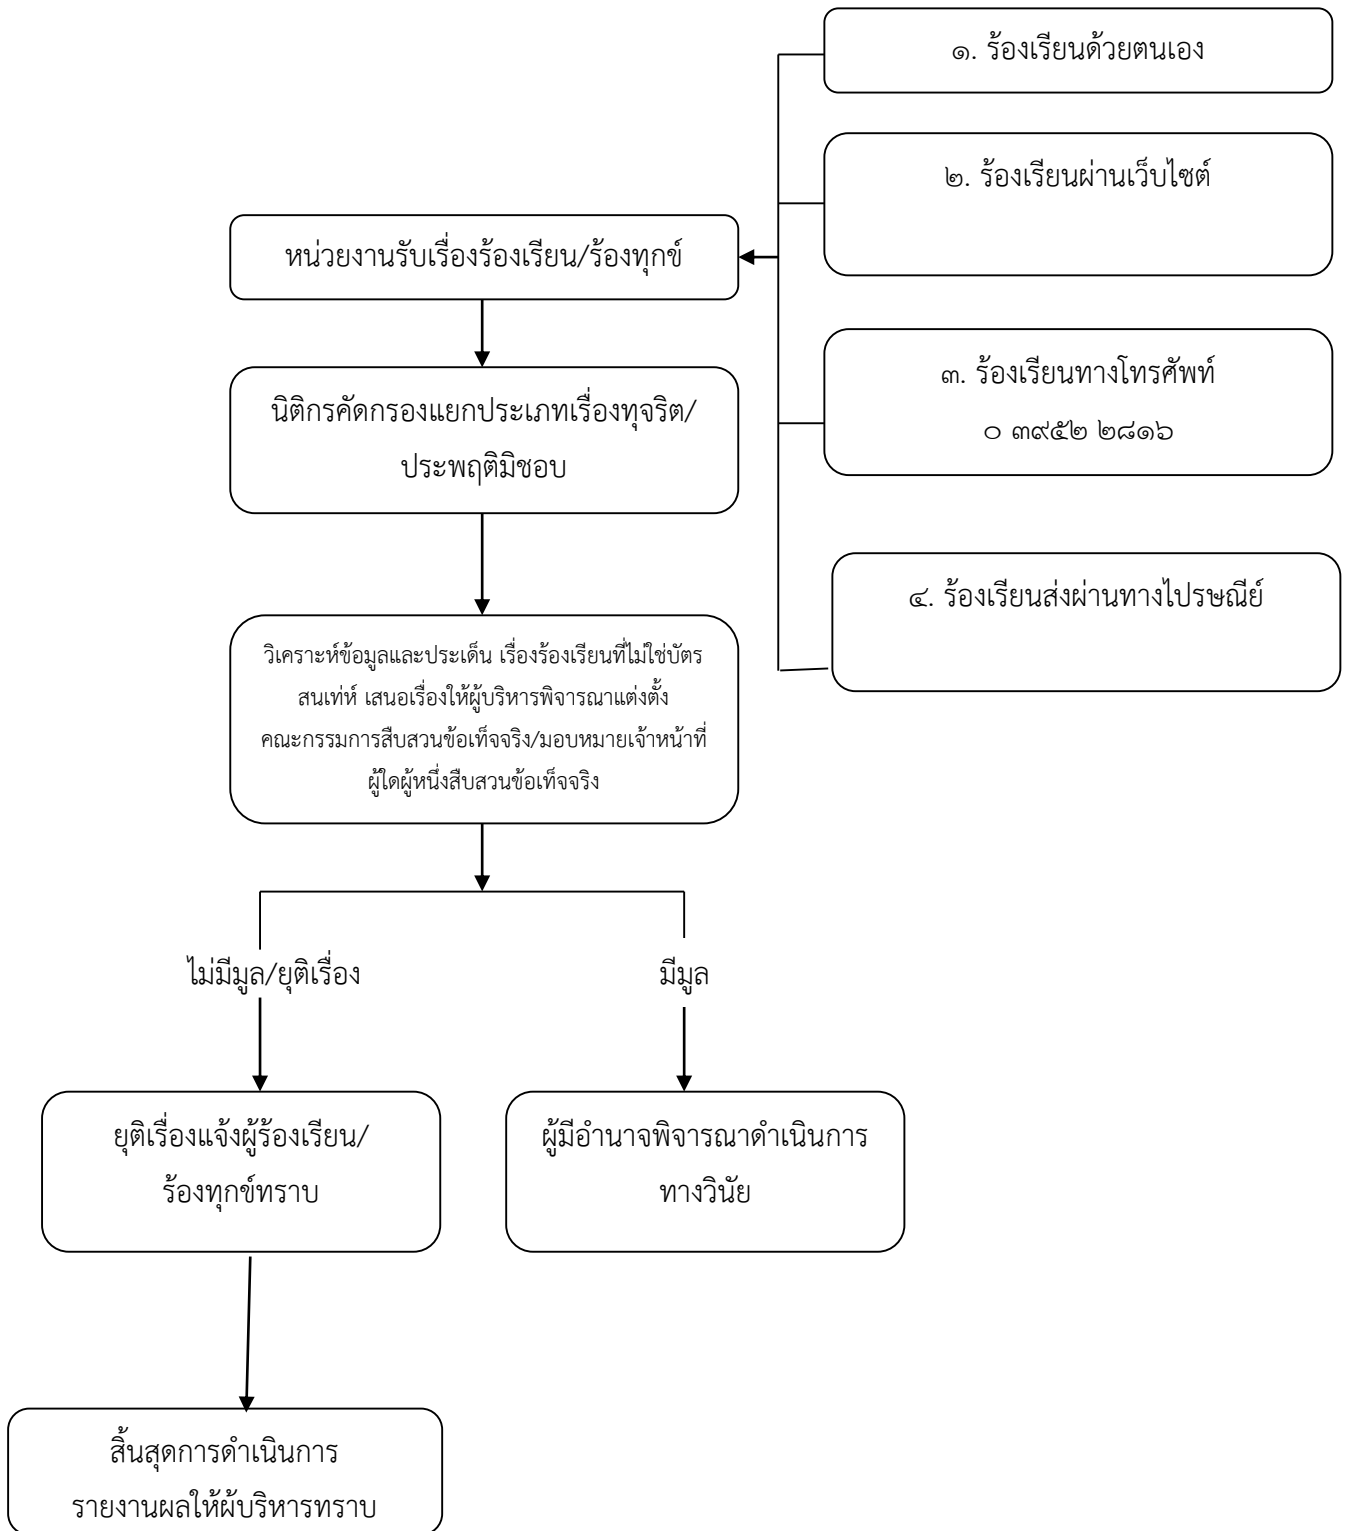 ๑. ร้องเรียนด้วยตนเอง
๒. ร้องเรียนผ่านเว็บไซต์
หน่วยงานรับเรื่องร้องเรียน/ร้องทุกข์
๓. ร้องเรียนทางโทรศัพท์
๐ ๓๙๕๒ ๒๘๑๖
นิติกรคัดกรองแยกประเภทเรื่องทุจริต/
ประพฤติมิชอบ
๔. ร้องเรียนส่งผ่านทางไปรษณีย์
วิเคราะห์ข้อมูลและประเด็น เรื่องร้องเรียนที่ไม่ใช่บัตร
สนเท่ห์ เสนอเรื่องให้ผู้บริหารพิจารณาแต่งตั้ง
คณะกรรมการสืบสวนข้อเท็จจริง/มอบหมายเจ้าหน้าที่
ผู้ใดผู้หนึ่งสืบสวนข้อเท็จจริง
ไม่มีมูล/ยุติเรื่อง
มีมูล
ยุติเรื่องแจ้งผู้ร้องเรียน/
ร้องทุกข์ทราบ
ผู้มีอำนาจพิจารณาดำเนินการ
ทางวินัย
สิ้นสุดการดำเนินการ
รายงานผลให้ผู้บริหารทราบ